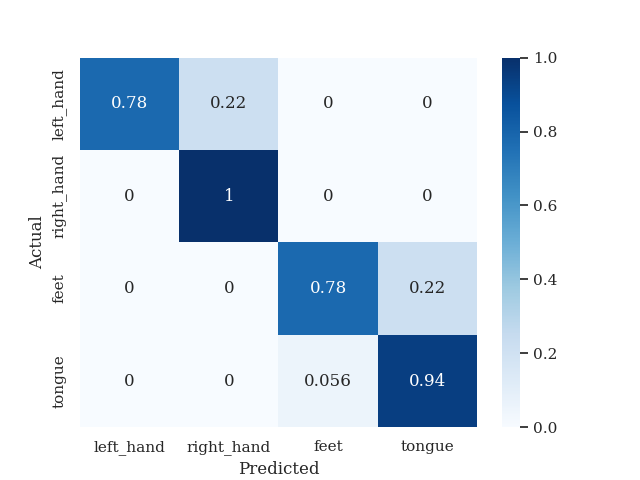 left_hand 0.78 0.22 0 0
right_hand 0 1 0 0
feet 0 0 0.78 0.22
tongue 0 0 0.056 0.94
left_hand right_hand feet tongue
Predicted
Actual
1.0
0.8
0.6
0.4
0.2
0.0